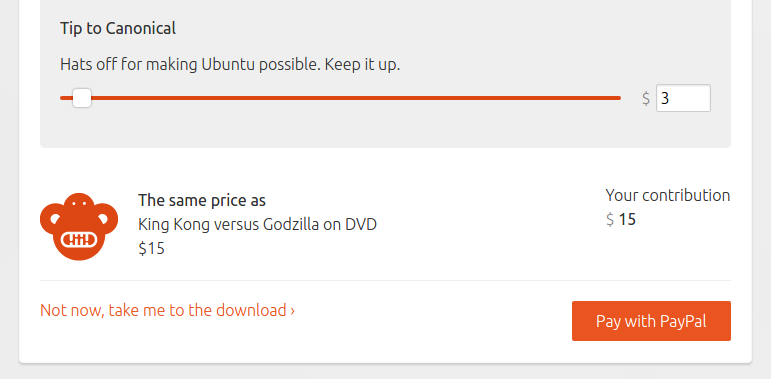 Tip to Canonical
Hats off for making Ubuntu possible. Keep it up.
$ 3
The same price as
King Kong versus Godzilla on DVD
$15
Your contribution
$ 15
Not now, take me to the download ›
Pay with PayPal